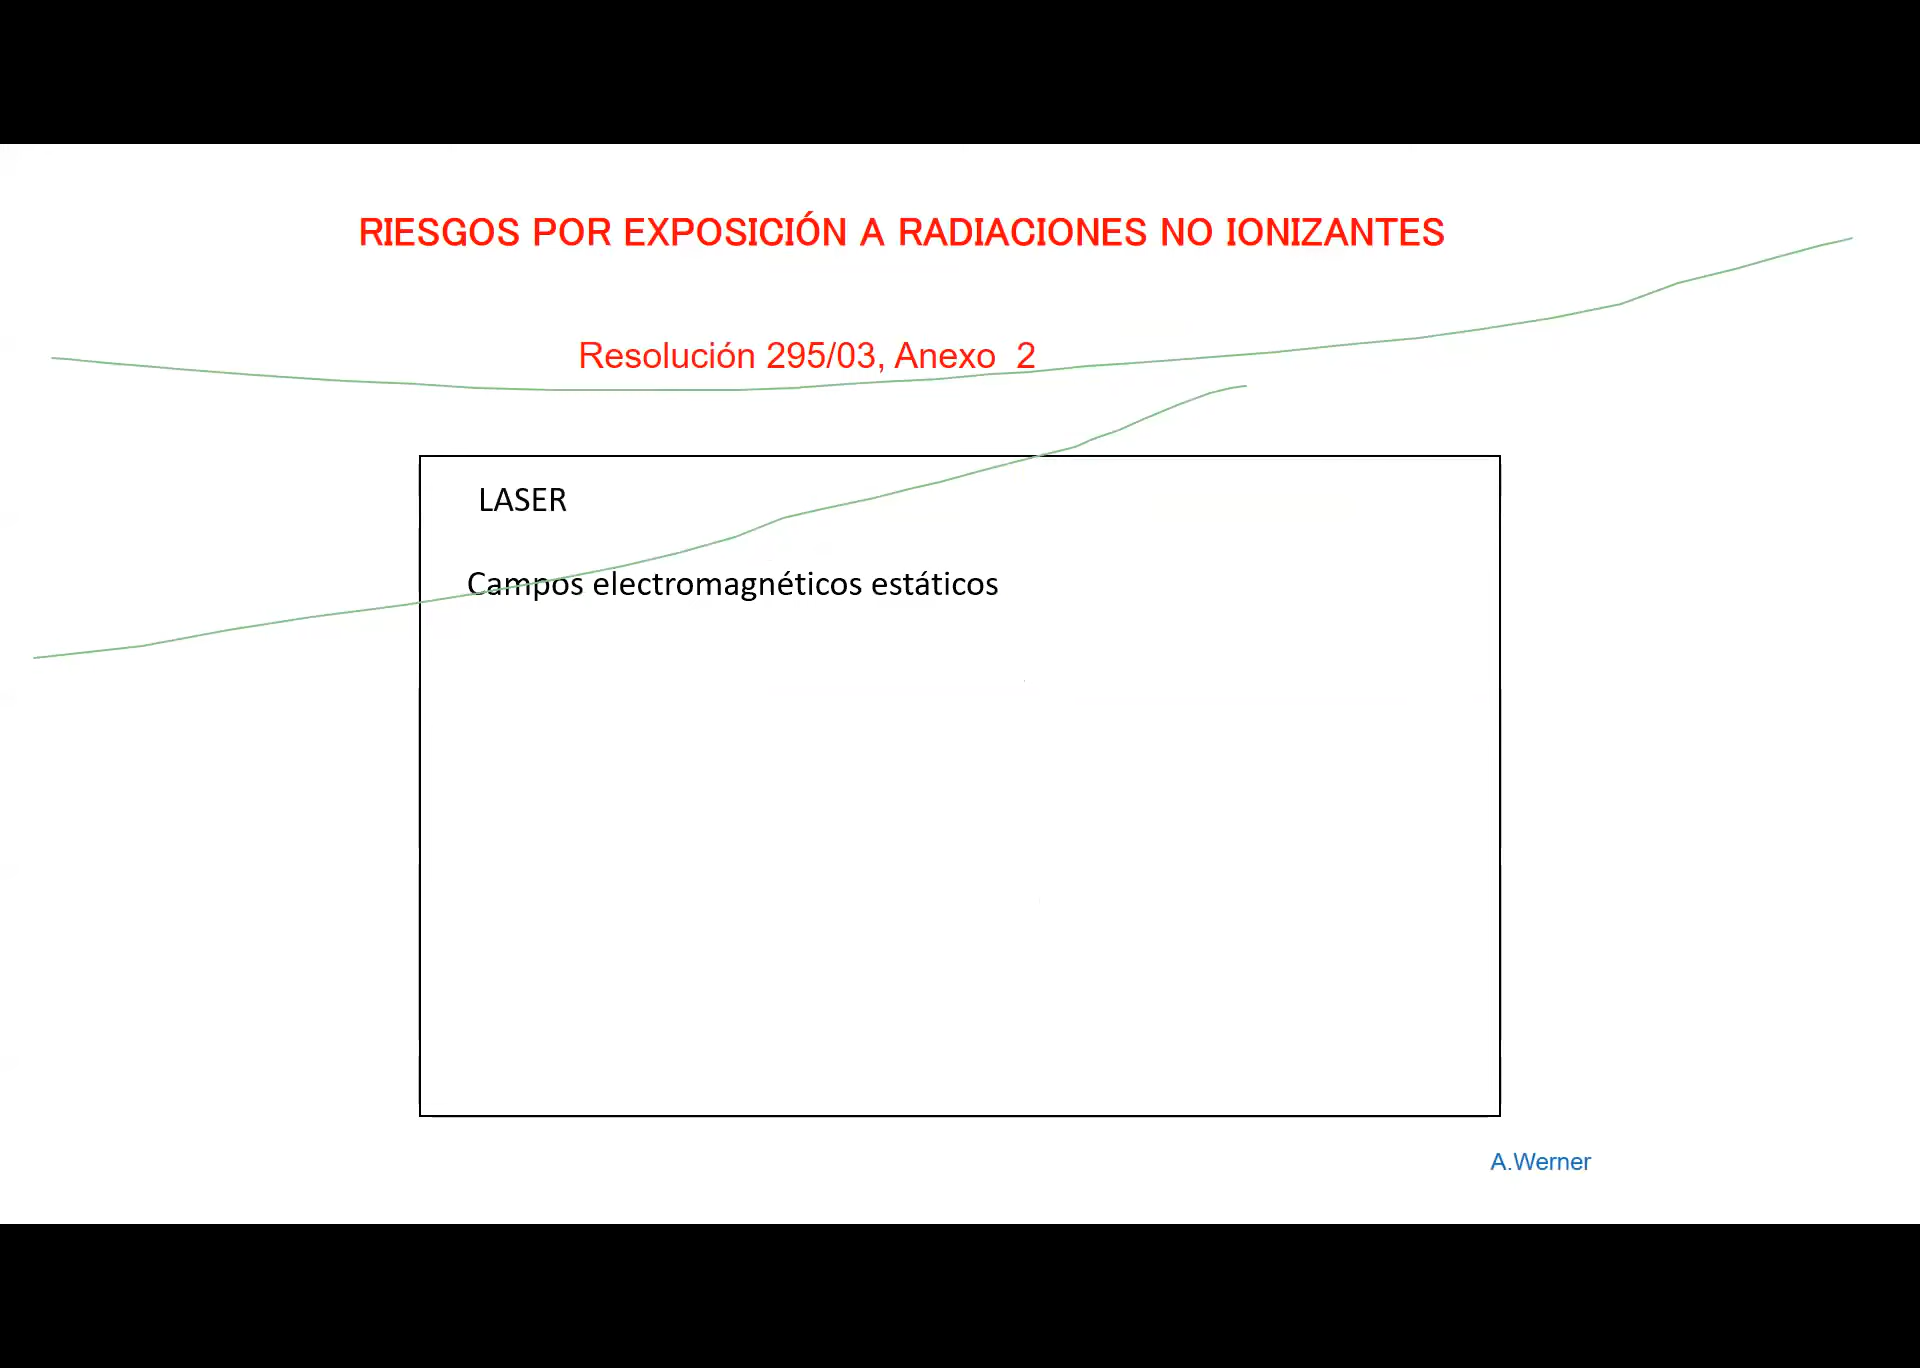 RIESGOS POR EXPOSICIÓN A RADIACIONES NO IONIZANTES
Resolución 295/03, Anexo 2
LASER
Campos electromagnéticos estáticos
A.Werner